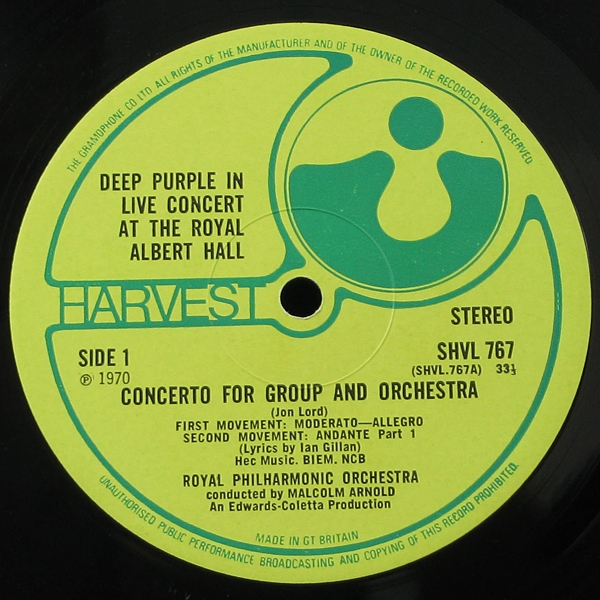 THE GRAMOPHONE CO LTD ALL RIGHTS OF THE MANUFACTURER AND OF THE OWNER OF THE RECORDED WORK RESERVED
DEEP PURPLE IN
LIVE CONCERT
AT THE ROYAL
ALBERT HALL
HARVEST
STEREO
SIDE 1
SHVL 767
℗ 1970
(SHVL.767A) 33⅓
CONCERTO FOR GROUP AND ORCHESTRA
(Jon Lord)
FIRST MOVEMENT: MODERATO—ALLEGRO
SECOND MOVEMENT: ANDANTE Part 1
(Lyrics by Ian Gillan)
Hec Music. BIEM. NCB
ROYAL PHILHARMONIC ORCHESTRA
conducted by MALCOLM ARNOLD
An Edwards-Coletta Production
MADE IN GT BRITAIN
UNAUTHORISED PUBLIC PERFORMANCE BROADCASTING AND COPYING OF THIS RECORD PROHIBITED.